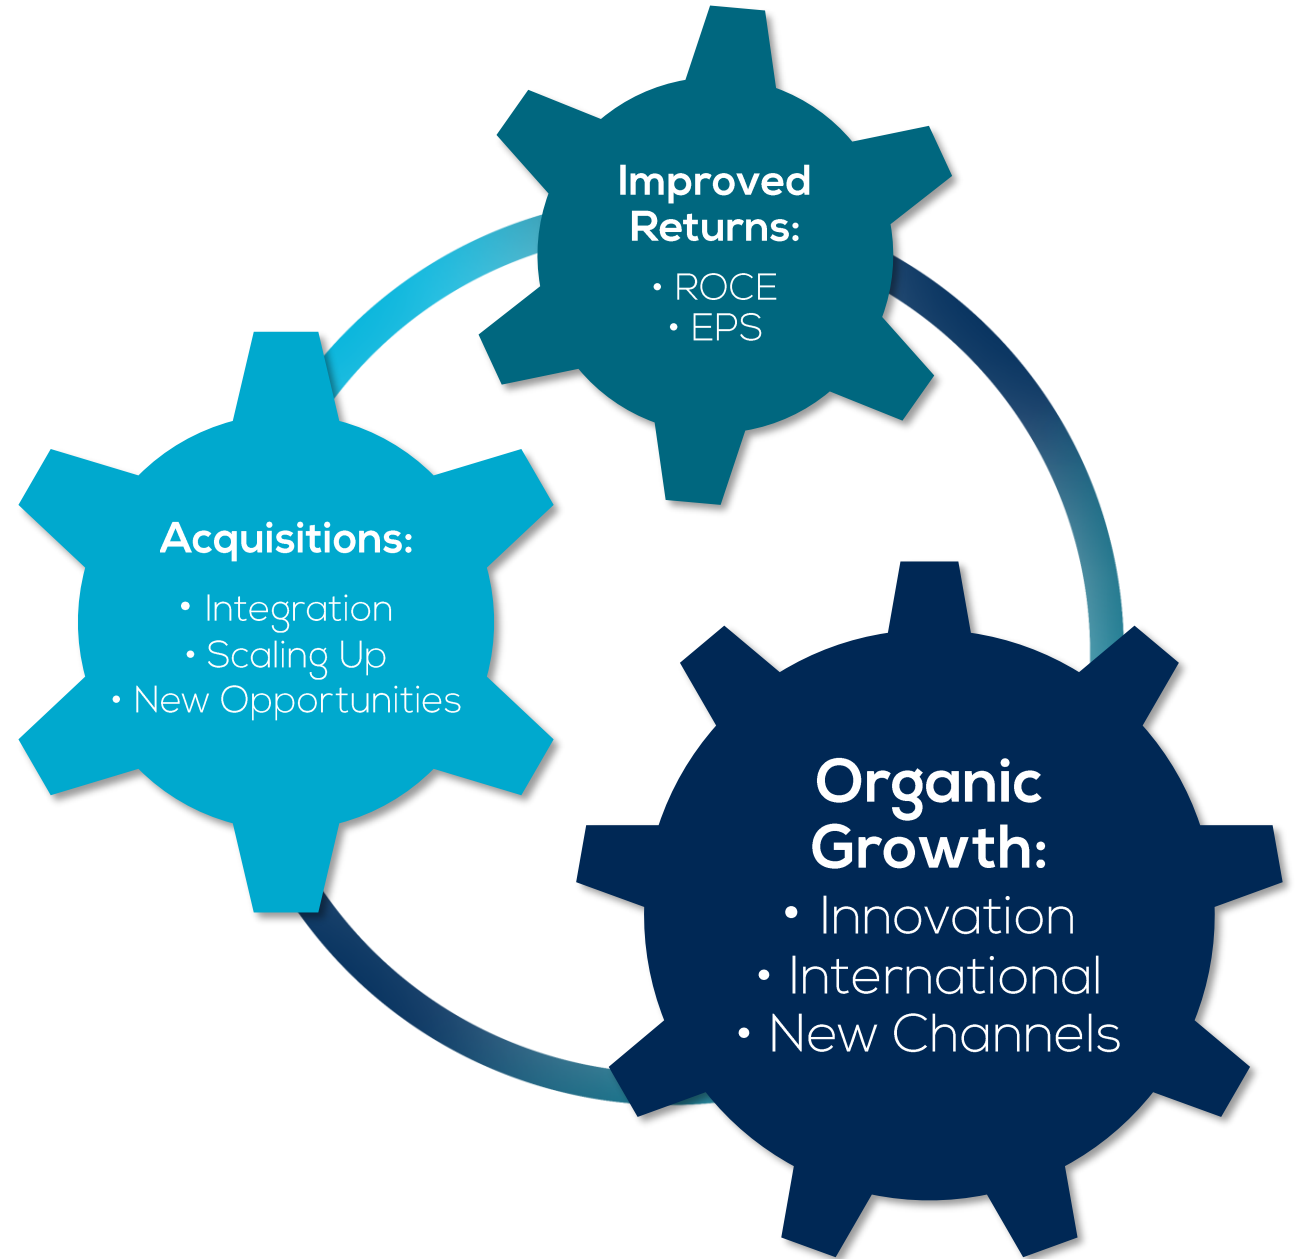 Improved
Returns:
• ROCE
• EPS
Acquisitions:
• Integration
• Scaling Up
• New Opportunities
Organic
Growth:
• Innovation
• International
• New Channels